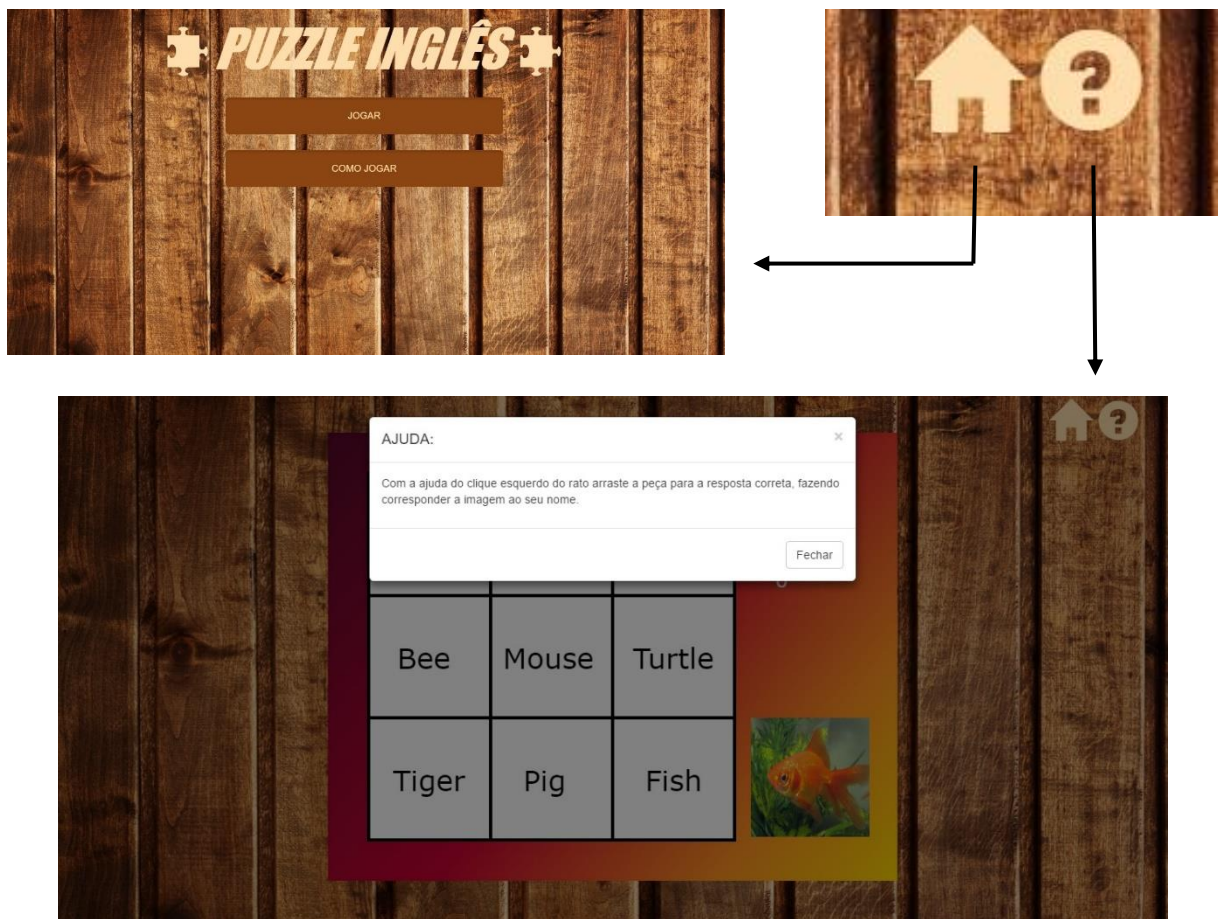 PUZZLE INGLÊS
JOGAR
COMO JOGAR
?
?
AJUDA:
×
Com a ajuda do clique esquerdo do rato arraste a peça para a resposta correta, fazendo
corresponder a imagem ao seu nome.
Fechar
Bee Mouse Turtle
Tiger Pig Fish